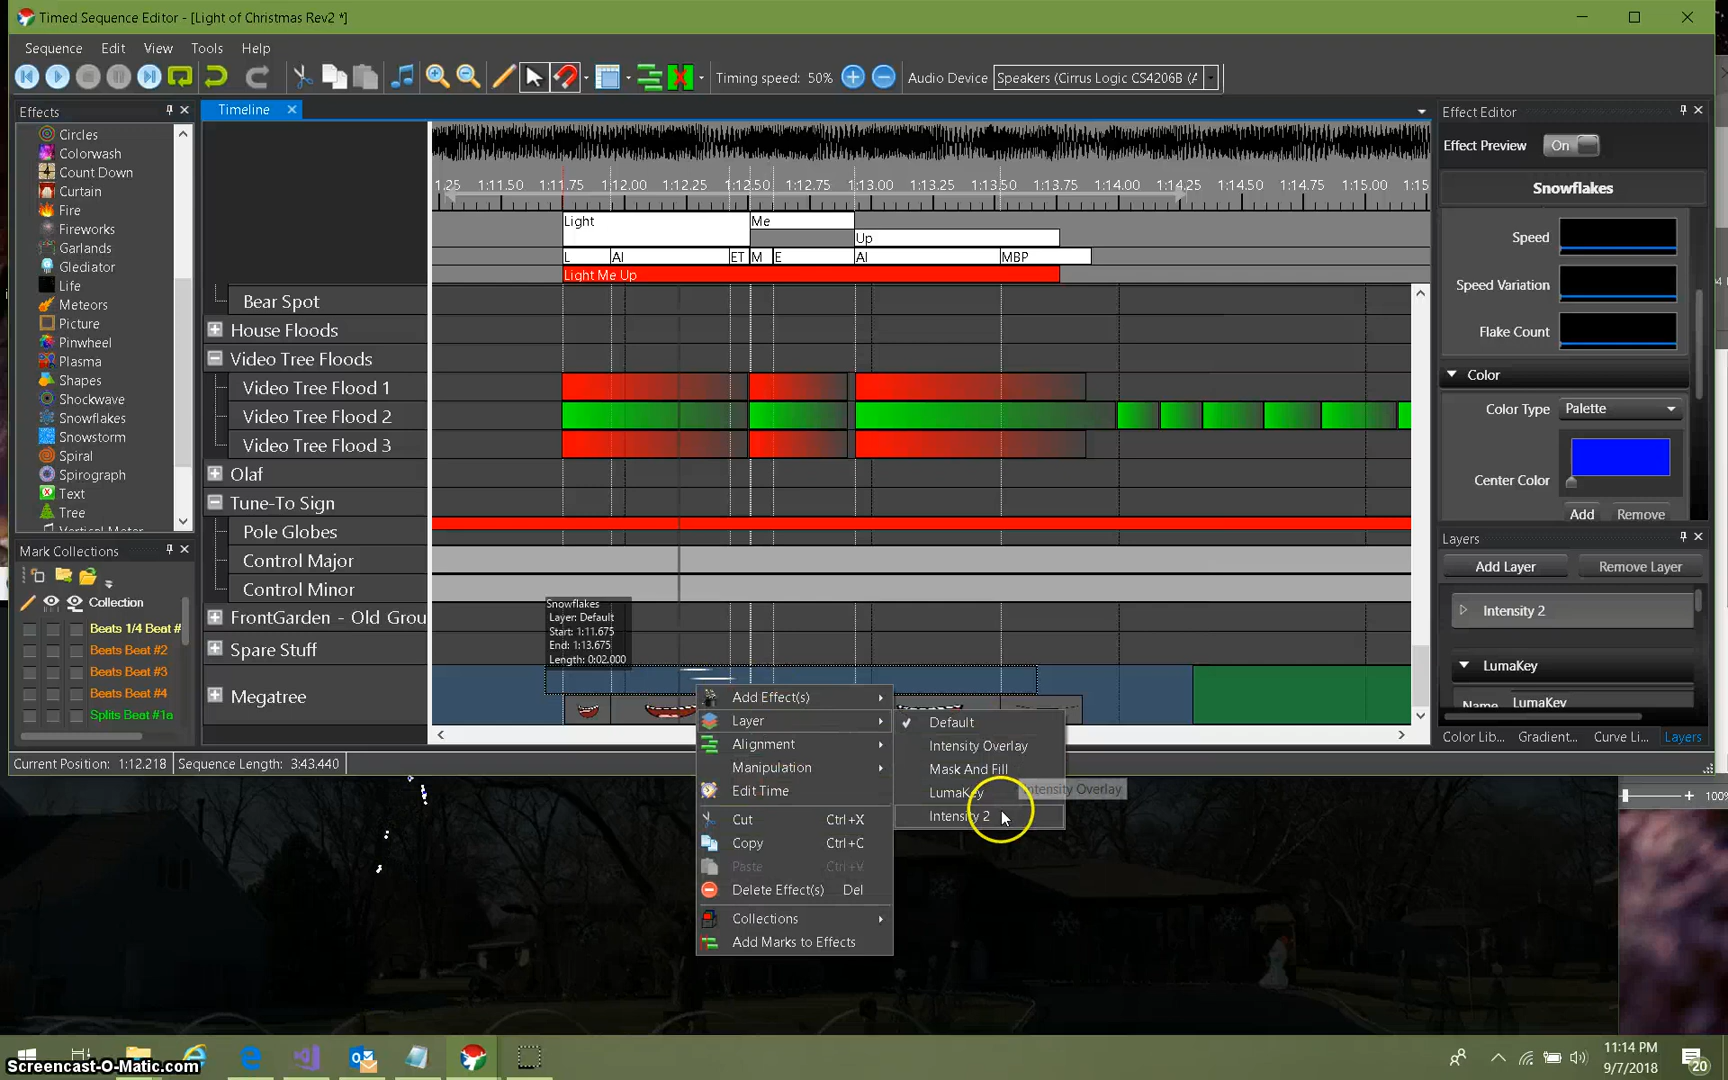 Timed Sequence Editor - [Light of Christmas Rev2 *]
Sequence Edit View Tools Help
Timing speed: 50% Audio Device Speakers (Cirrus Logic CS4206B (A
Effects
Circles
Colorwash
Count Down
Curtain
Fire
Fireworks
Garlands
Glediator
Life
Meteors
Picture
Pinwheel
Plasma
Shapes
Shockwave
Snowflakes
Snowstorm
Spiral
Spirograph
Text
Tree
Vertical Meter
Mark Collections
Collection
Beats 1/4 Beat #
Beats Beat #2
Beats Beat #3
Beats Beat #4
Splits Beat #1a
Timeline
1.25 1:11.50 1:11.75 1:12.00 1:12.25 1:12.50 1:12.75 1:13.00 1:13.25 1:13.50 1:13.75 1:14.00 1:14.25 1:14.50 1:14.75 1:15.00 1:15
Light Me
Up
L AI ET M E AI MBP
Light Me Up
Bear Spot
House Floods
Video Tree Floods
Video Tree Flood 1
Video Tree Flood 2
Video Tree Flood 3
Olaf
Tune-To Sign
Pole Globes
Control Major
Control Minor
FrontGarden - Old Grou
Spare Stuff
Megatree
Snowflakes
Layer: Default
Start: 1:11.675
End: 1:13.675
Length: 0:02.000
Add Effect(s)
Layer
Alignment
Manipulation
Edit Time
Cut Ctrl+X
Copy Ctrl+C
Paste Ctrl+V
Delete Effect(s) Del
Collections
Add Marks to Effects
Default
Intensity Overlay
Mask And Fill
LumaKey
Intensity 2
Intensity Overlay
Effect Editor
Effect Preview On
Snowflakes
Speed
Speed Variation
Flake Count
Color
Color Type Palette
Center Color
Add Remove
Layers
Add Layer Remove Layer
Intensity 2
LumaKey
Name LumaKey
Color Lib... Gradient... Curve Li... Layers
Current Position: 1:12.218 Sequence Length: 3:43.440
100%
11:14 PM
9/7/2018
20
Screencast-O-Matic.com